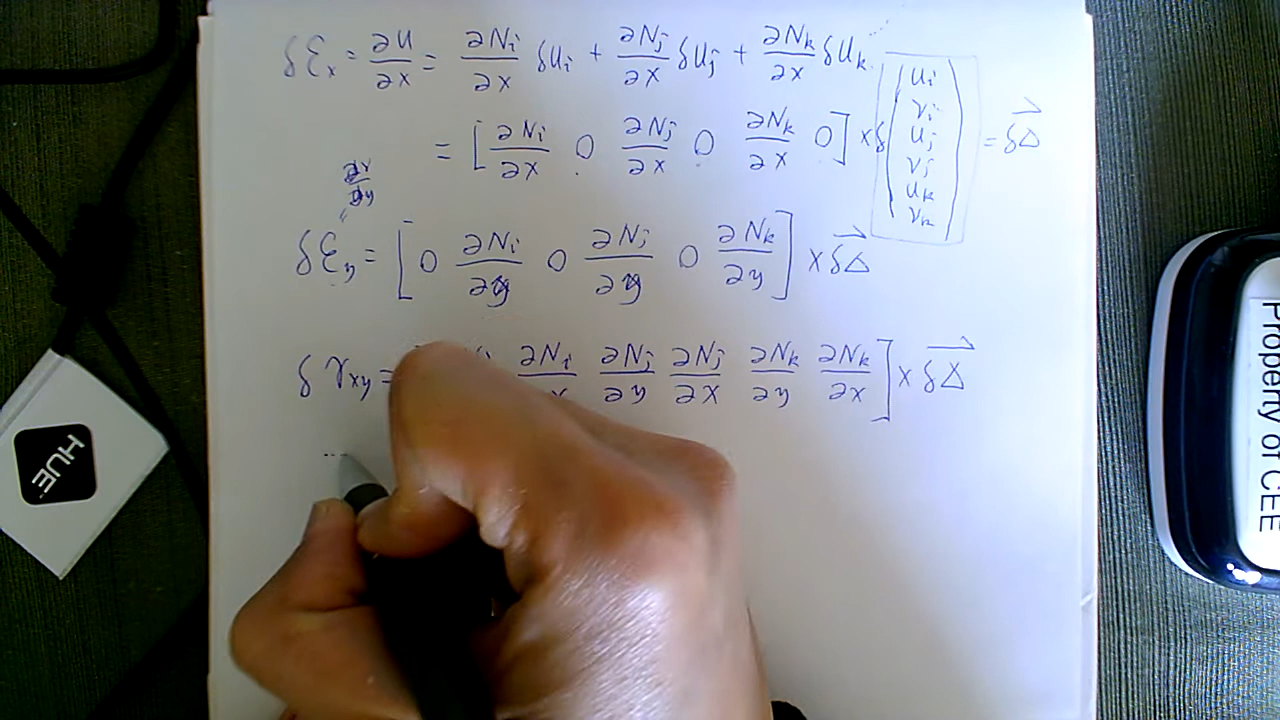 δε_x = ∂u/∂x = ∂N_i/∂x δu_i + ∂N_j/∂x δu_j + ∂N_k/∂x δu_k
= [∂N_i/∂x 0 ∂N_j/∂x 0 ∂N_k/∂x 0] × δ(u_i v_i u_j v_j u_k v_k) = δΔ⃗
∂v/∂y
"
δε_y = [0 ∂N_i/∂y 0 ∂N_j/∂y 0 ∂N_k/∂y] × δΔ⃗
δγ_xy = ∂N_i/∂x ∂N_j/∂y ∂N_j/∂x ∂N_k/∂y ∂N_k/∂x] × δΔ⃗
HUE
Property of CEE